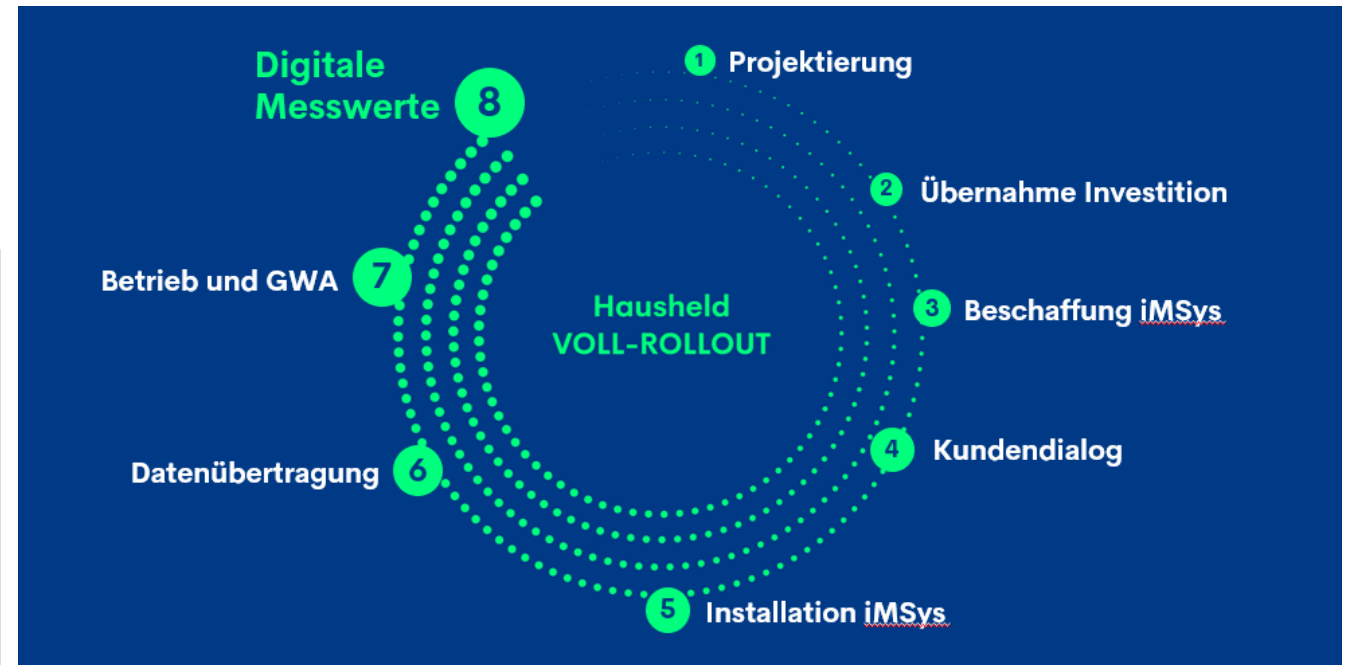 1 Projektierung
2 Übernahme Investition
3 Beschaffung iMSys
4 Kundendialog
5 Installation iMSys
6 Datenübertragung
7 Betrieb und GWA
8 Digitale
Messwerte
Hausheld
VOLL-ROLLOUT